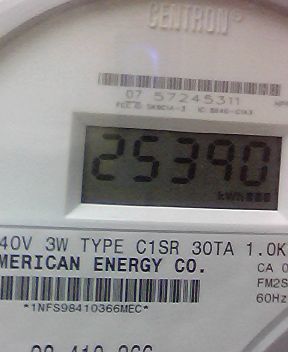 CENTRON®
07 57245311
25390
kWh
40V 3W TYPE C1SR 30TA 1.0K
MERICAN ENERGY CO.
CA 0
FM2S
60Hz
*1NFS98410366MEC*